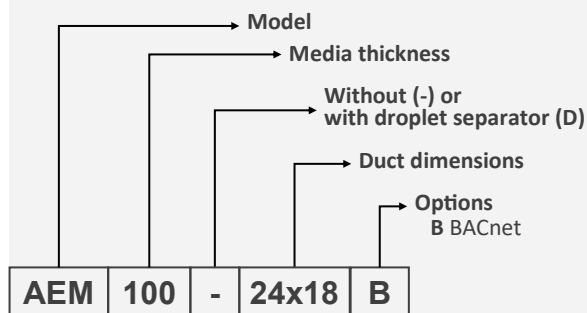 Model
Media thickness
Without (-) or
with droplet separator (D)
Duct dimensions
Options
B BACnet
AEM 100 - 24x18 B